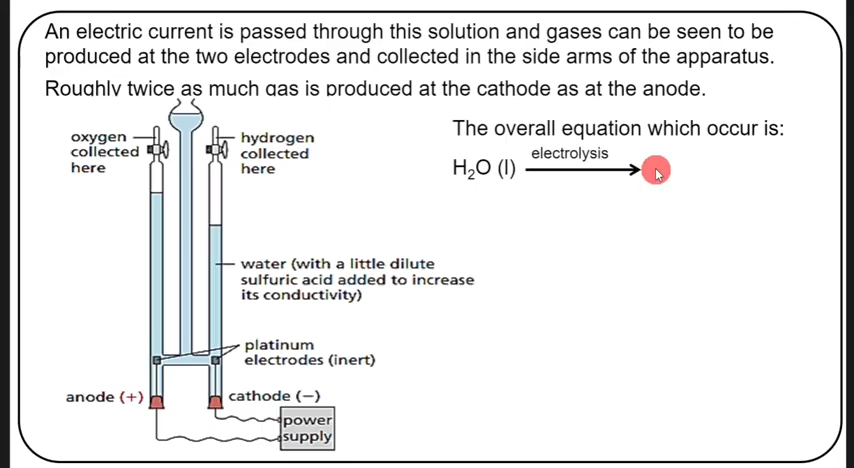 An electric current is passed through this solution and gases can be seen to be
produced at the two electrodes and collected in the side arms of the apparatus.
Roughly twice as much gas is produced at the cathode as at the anode.
The overall equation which occur is:
H₂O (l) electrolysis
oxygen
collected
here
hydrogen
collected
here
water (with a little dilute
sulfuric acid added to increase
its conductivity)
platinum
electrodes (inert)
anode (+)
cathode (−)
power
supply